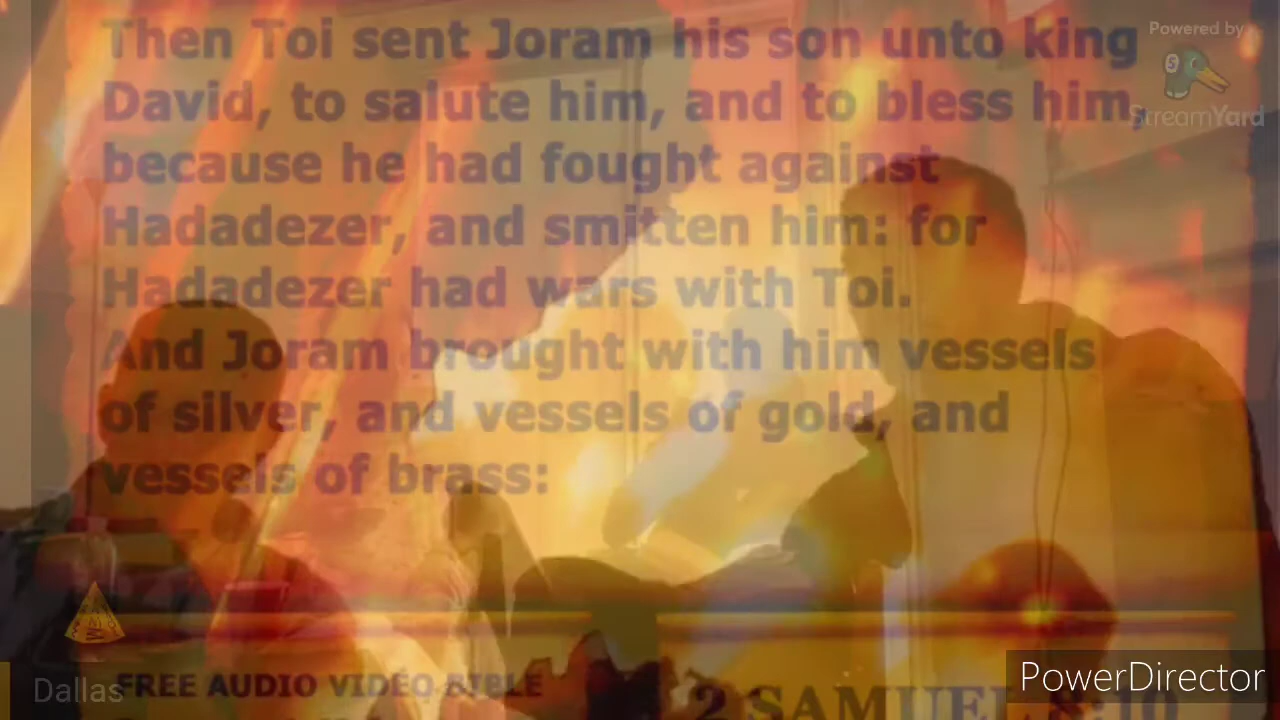 Then Toi sent Joram his son unto king
David, to salute him, and to bless him,
because he had fought against
Hadadezer, and smitten him: for
Hadadezer had wars with Toi.
And Joram brought with him vessels
of silver, and vessels of gold, and
vessels of brass:
Powered by
StreamYard
Dallas
FREE AUDIO VIDEO BIBLE
2 SAMUEL 8:10
PowerDirector